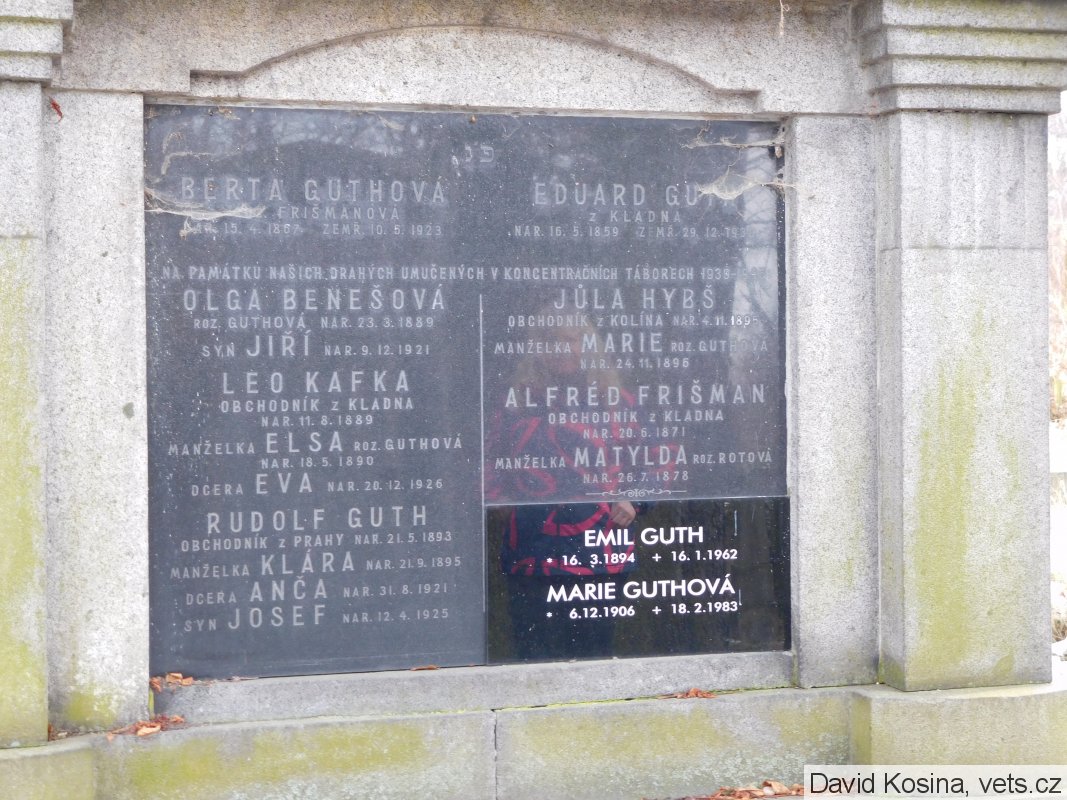 פנ
BERTA GUTHOVÁ
FRIŠMANOVÁ
NAR. 15. 4. 1867 ZEMŘ. 10. 5. 1923
EDUARD
Z KLADNA
NAR. 16. 5. 1859 ZEMŘ. 29. 12.
NA PAMÁTKU NAŠICH DRAHÝCH UMUČENÝCH V KONCENTRAČNÍCH TÁBORECH
OLGA BENEŠOVÁ
ROZ. GUTHOVÁ NAR. 23. 3. 1889
SYN JIŘÍ NAR. 9. 12. 1921
LEO KAFKA
OBCHODNÍK Z KLADNA
NAR. 11. 8. 1889
MANŽELKA ELSA ROZ. GUTHOVÁ
NAR. 18. 5. 1890
DCERA EVA NAR. 20. 12. 1926
RUDOLF GUTH
OBCHODNÍK Z PRAHY NAR. 21. 5. 1893
MANŽELKA KLÁRA NAR. 21. 9. 1895
DCERA ANČA NAR. 31. 8. 1921
SYN JOSEF NAR. 12. 4. 1925
JŮLA HYBŠ
OBCHODNÍK Z KOLÍNA NAR. 4. 11.
MANŽELKA MARIE ROZ. GUTHOVÁ
NAR. 24. 11. 1896
ALFRÉD FRIŠMAN
OBCHODNÍK Z KLADNA
NAR. 20. 6. 1871
MANŽELKA MATYLDA ROZ. ROTOVÁ
NAR. 26. 7. 1878
EMIL GUTH
* 16. 3.1894 + 16. 1.1962
MARIE GUTHOVÁ
* 6.12.1906 + 18. 2.1983
David Kosina, vets.cz